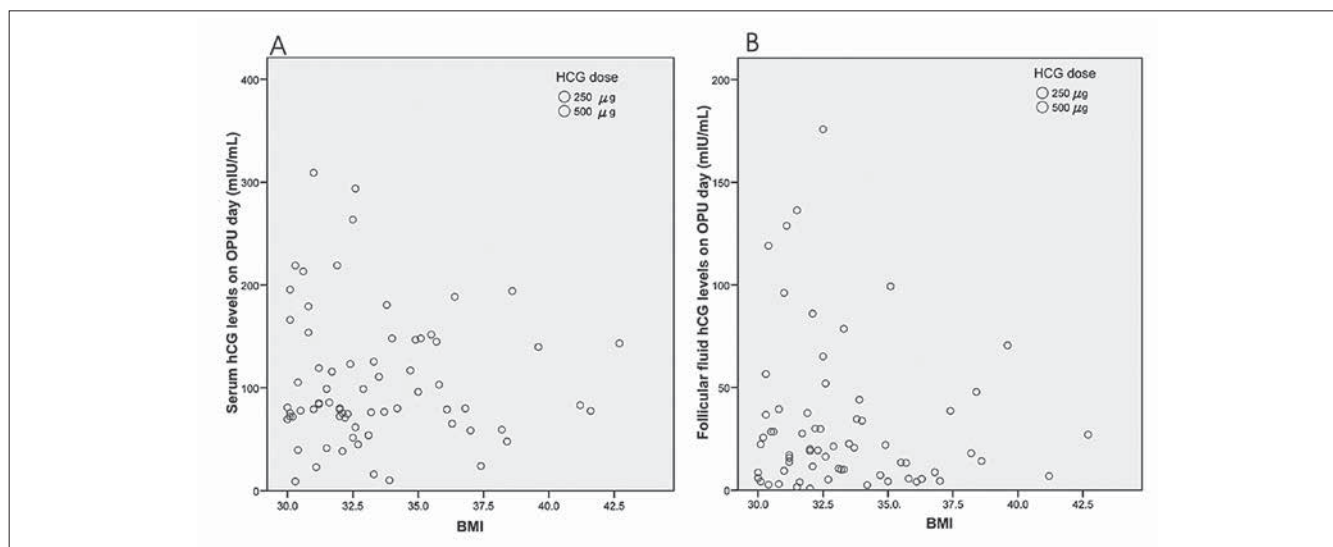 A
HCG dose
250 μg
500 μg
Serum hCG levels on OPU day (mIU/mL)
400
300
200
100
0
30.0 32.5 35.0 37.5 40.0 42.5
BMI
B
HCG dose
250 μg
500 μg
Follicular fluid hCG levels on OPU day (mIU/mL)
200
150
100
50
0
30.0 32.5 35.0. 37.5 40.0 42.5
BMI